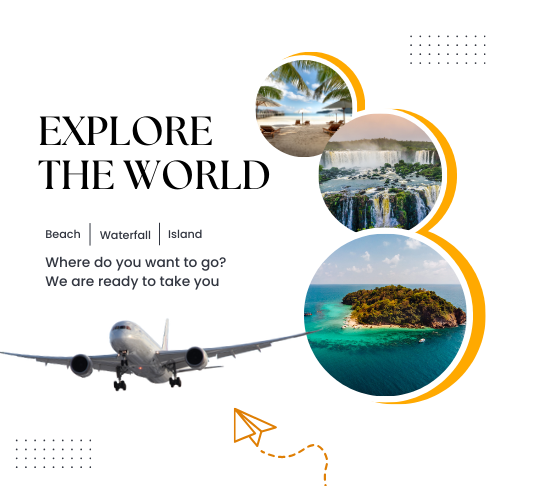 EXPLORE
THE WORLD
Beach | Waterfall | Island
Where do you want to go?
We are ready to take you